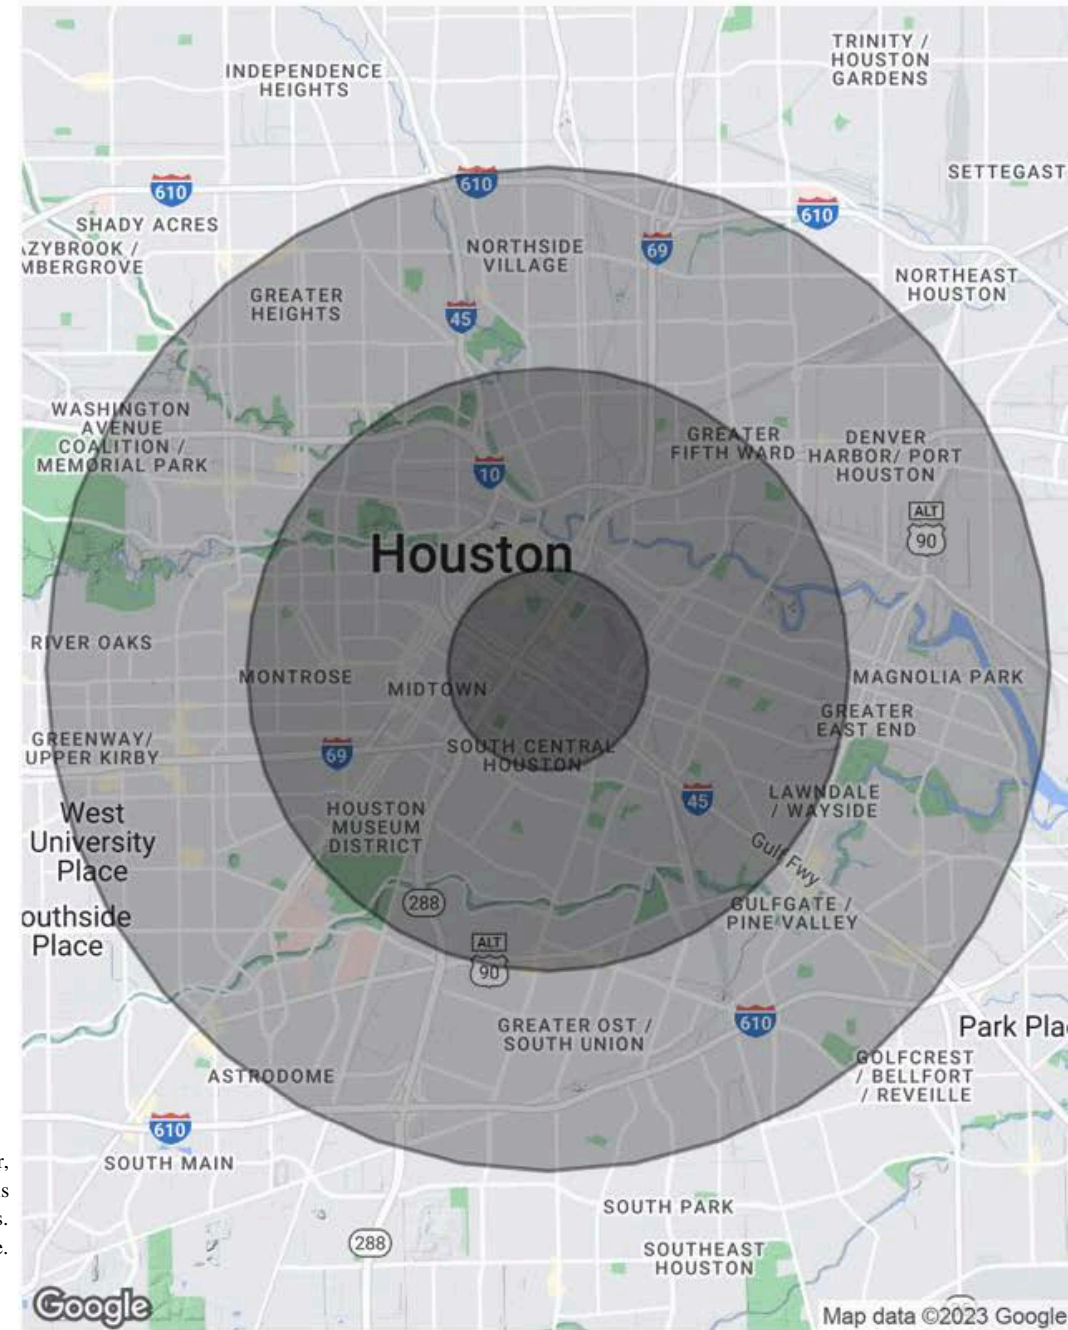 TRINITY /
HOUSTON
GARDENS
INDEPENDENCE
HEIGHTS
SETTEGAST
610
610
610
SHADY ACRES
AZYBROOK /
MBERGROVE
NORTHSIDE
VILLAGE
69
NORTHEAST
HOUSTON
GREATER
HEIGHTS
45
WASHINGTON
AVENUE
COALITION /
MEMORIAL PARK
GREATER
FIFTH WARD
DENVER
HARBOR/ PORT
HOUSTON
10
ALT
90
Houston
RIVER OAKS
MONTROSE
MIDTOWN
MAGNOLIA PARK
GREATER
EAST END
GREENWAY/
UPPER KIRBY
69
SOUTH CENTRAL
HOUSTON
45
LAWNDALE
/ WAYSIDE
West
University
Place
HOUSTON
MUSEUM
DISTRICT
Gulf Fwy
288
GULFGATE /
PINE VALLEY
outhside
Place
ALT
90
610
GREATER OST /
SOUTH UNION
Park Pla
GOLFCREST
/ BELLFORT
/ REVEILLE
ASTRODOME
610
SOUTH MAIN
r,
s
s.
e.
SOUTH PARK
288
SOUTHEAST
HOUSTON
Google
Map data ©2023 Google